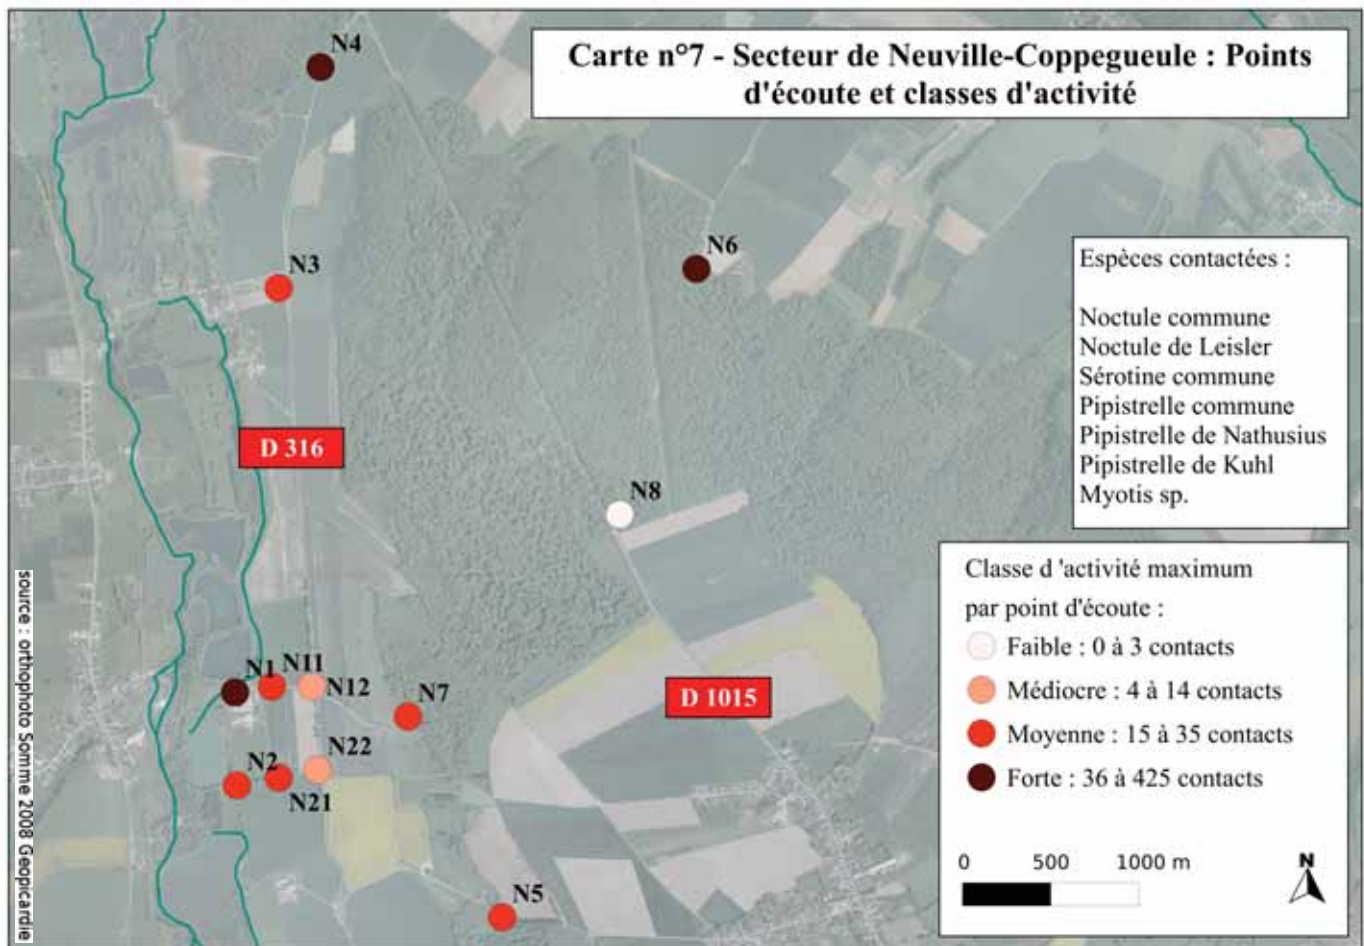 Carte n°7 - Secteur de Neuville-Coppegueule : Points
d'écoute et classes d'activité
N4
N6
N3
Espèces contactées :
Noctule commune
Noctule de Leisler
Sérotine commune
Pipistrelle commune
Pipistrelle de Nathusius
Pipistrelle de Kuhl
Myotis sp.
D 316
N8
Classe d 'activité maximum
par point d'écoute :
Faible : 0 à 3 contacts
Médiocre : 4 à 14 contacts
Moyenne : 15 à 35 contacts
Forte : 36 à 425 contacts
N1
N11
N12
N7
D 1015
N2
N22
N21
N5
0 500 1000 m
N
source : orthophoto Somme 2008 Geopicardie